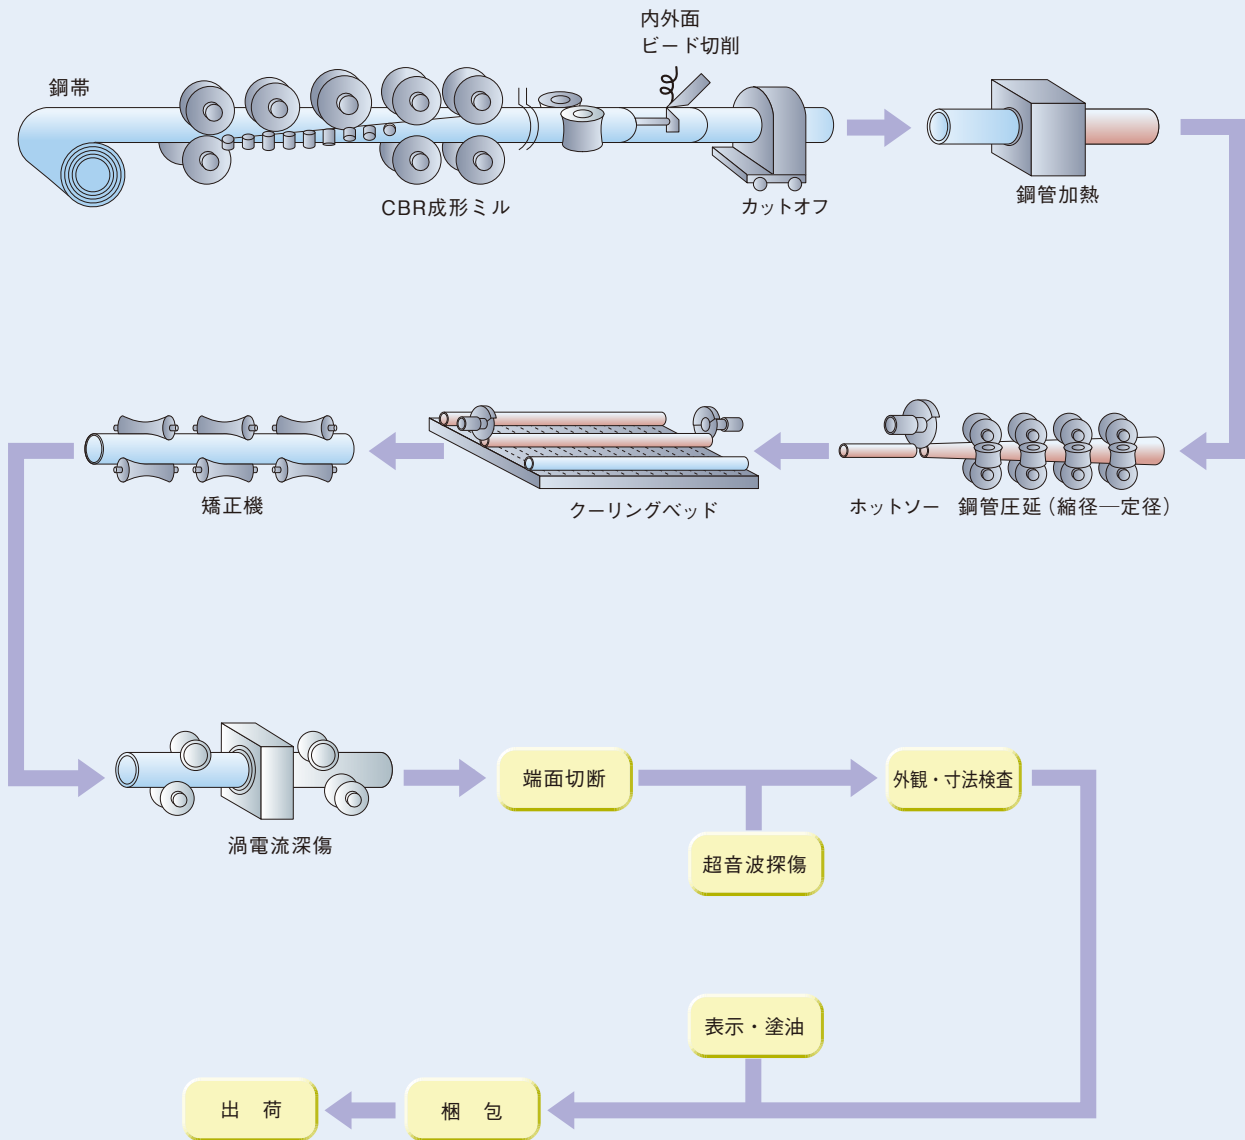 内外面
ビード切削
鋼帯
CBR成形ミル
カットオフ
鋼管加熱
矯正機
クーリングベッド
ホットソー
鋼管圧延（縮径―定径）
渦電流深傷
端面切断
超音波探傷
外観・寸法検査
表示・塗油
梱　包
出　荷